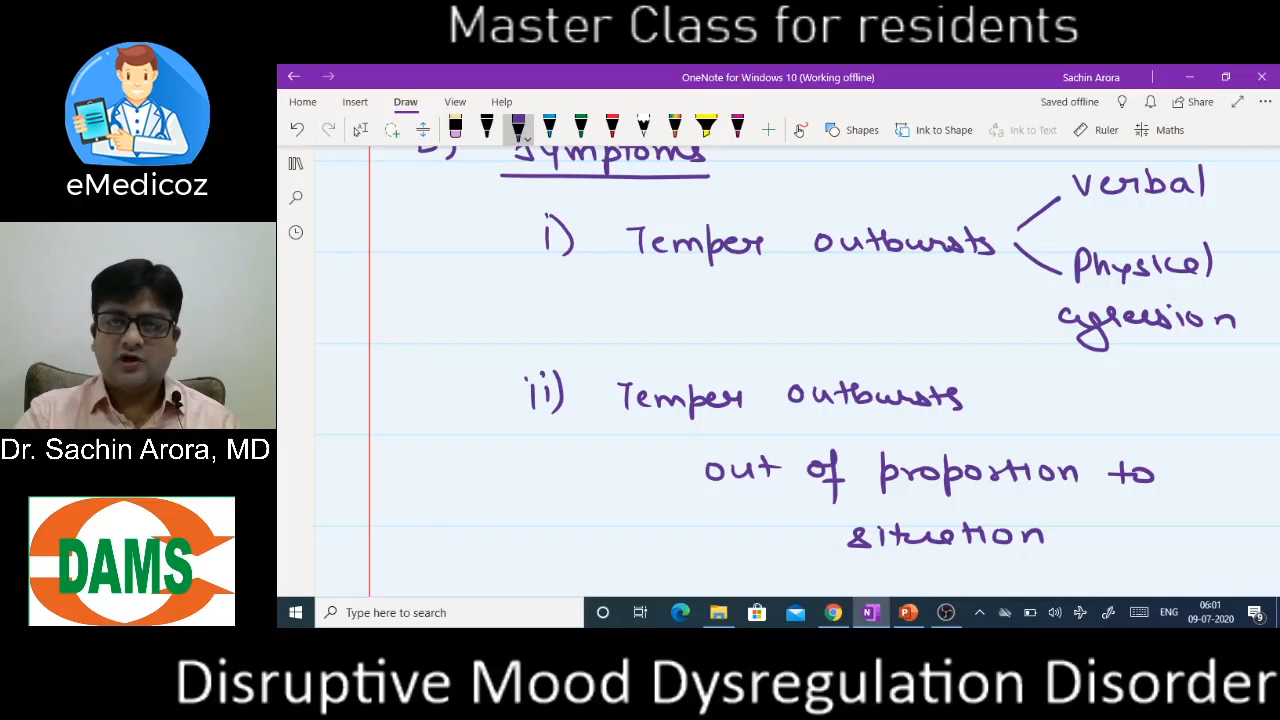 Master Class for residents
eMedicoz
OneNote for Windows 10 (Working offline)
Sachin Arora
Home Insert Draw View Help
Saved offline
Share
Shapes
Ink to Shape
Ink to Text
Ruler
Maths
Symptoms
i) Temper outbursts
verbal
Physical
ii) Temper outbursts
out of proportion to
situation
Dr. Sachin Arora, MD
DAMS
Type here to search
ENG
06:01
09-07-2020
9
Disruptive Mood Dysregulation Disorder